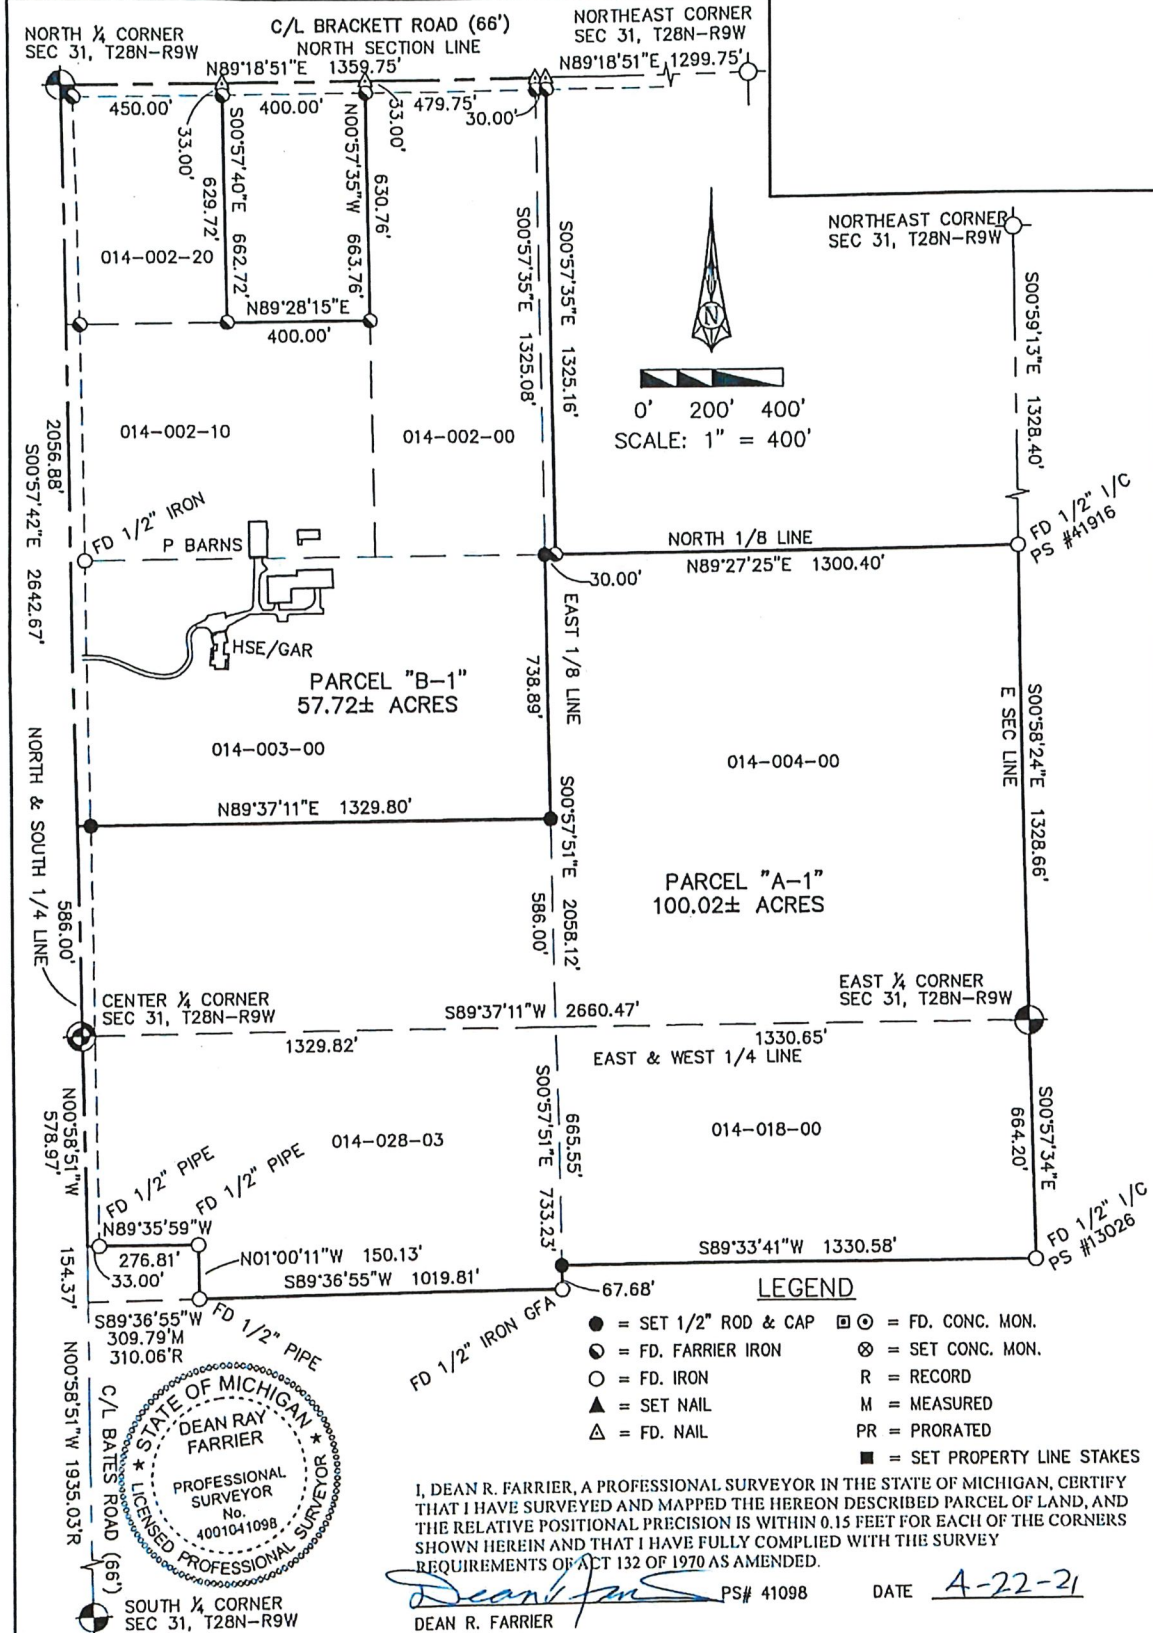 C/L BRACKETT ROAD (66')
NORTH SECTION LINE
NORTH ¼ CORNER
SEC 31, T28N-R9W
NORTHEAST CORNER
SEC 31, T28N-R9W
N89°18'51"E 1359.75'
N89°18'51"E 1299.75'
450.00'
400.00'
479.75'
30.00'
33.00'
33.00'
S00°57'40"E 662.72'
629.72'
N00°57'35"W 663.76'
630.76'
S00°57'35"E 1325.08'
S00°57'35"E 1325.16'
014-002-20
N89°28'15"E
400.00'
NORTHEAST CORNER
SEC 31, T28N-R9W
S00°59'13"E 1328.40'
N
0' 200' 400'
SCALE: 1" = 400'
014-002-10
014-002-00
2056.88'
S00°57'42"E 2642.67'
FD 1/2" IRON
P BARNS
HSE/GAR
NORTH 1/8 LINE
N89°27'25"E 1300.40'
30.00'
FD 1/2" I/C
PS #41916
EAST 1/8 LINE
738.89'
PARCEL "B-1"
57.72± ACRES
014-003-00
014-004-00
S00°58'24"E 1328.66'
E SEC LINE
N89°37'11"E 1329.80'
NORTH & SOUTH 1/4 LINE
586.00'
S00°57'51"E 2058.12'
586.00'
PARCEL "A-1"
100.02± ACRES
CENTER ¼ CORNER
SEC 31, T28N-R9W
EAST ¼ CORNER
SEC 31, T28N-R9W
S89°37'11"W 2660.47'
1329.82'
1330.65'
EAST & WEST 1/4 LINE
N00°58'51"W
578.97'
S00°57'51"E 733.23'
665.55'
014-028-03
014-018-00
S00°57'34"E
664.20'
FD 1/2" PIPE
FD 1/2" PIPE
N89°35'59"W
276.81'
33.00'
N01°00'11"W 150.13'
S89°36'55"W 1019.81'
S89°33'41"W 1330.58'
67.68'
FD 1/2" I/C
PS #13026
154.37'
S89°36'55"W
309.79'M
310.06'R
FD 1/2" PIPE
FD 1/2" IRON GFA
N00°58'51"W 1935.03'R
C/L BATES ROAD (66')
LEGEND
= SET 1/2" ROD & CAP
= FD. CONC. MON.
= FD. FARRIER IRON
= SET CONC. MON.
= FD. IRON
R = RECORD
= SET NAIL
M = MEASURED
= FD. NAIL
PR = PRORATED
= SET PROPERTY LINE STAKES
STATE OF MICHIGAN
DEAN RAY
FARRIER
PROFESSIONAL
SURVEYOR
No.
4001041098
LICENSED PROFESSIONAL SURVEYOR
I, DEAN R. FARRIER, A PROFESSIONAL SURVEYOR IN THE STATE OF MICHIGAN, CERTIFY
THAT I HAVE SURVEYED AND MAPPED THE HEREON DESCRIBED PARCEL OF LAND, AND
THE RELATIVE POSITIONAL PRECISION IS WITHIN 0.15 FEET FOR EACH OF THE CORNERS
SHOWN HEREIN AND THAT I HAVE FULLY COMPLIED WITH THE SURVEY
REQUIREMENTS OF ACT 132 OF 1970 AS AMENDED.
PS# 41098
DATE 4-22-21
DEAN R. FARRIER
SOUTH ¼ CORNER
SEC 31, T28N-R9W